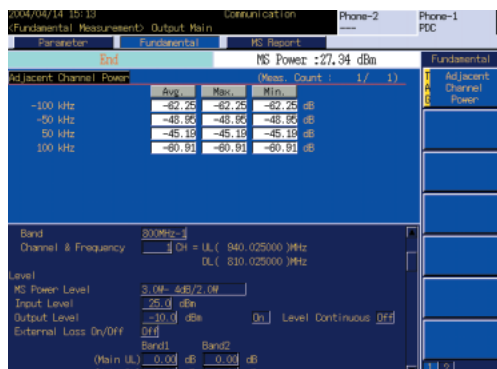 2004/04/14 15:13 Communication Phone-2 Phone-1
<Fundamental Measurement> Output Main ---- PDC
Parameter Fundamental MS Report
End MS Power :27.34 dBm Fundamental
Adjacent Channel Power (Meas. Count : 1/ 1)
TAG Adjacent Channel Power
Avg. Max. Min.
-100 kHz -62.25 -62.25 -62.25 dB
-50 kHz -48.95 -48.95 -48.95 dB
50 kHz -45.19 -45.19 -45.19 dB
100 kHz -60.91 -60.91 -60.91 dB
Band 800MHz-1
Channel & Frequency 1 CH = UL( 940.025000 )MHz
DL( 810.025000 )MHz
Level
MS Power Level 3.0W- 4dB/2.0W
Input Level 25.0 dBm
Output Level -10.0 dBm On Level Continuous Off
External Loss On/Off Off
Band1 Band2
(Main UL) 0.00 dB 0.00 dB
1 2